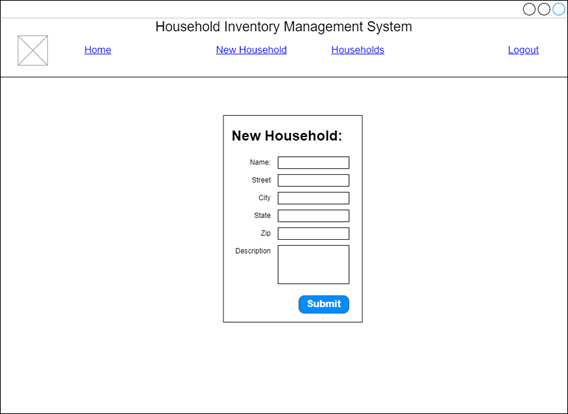 Household Inventory Management System
Home New Household Households Logout
New Household:
Name:
Street
City
State
Zip
Description
Submit